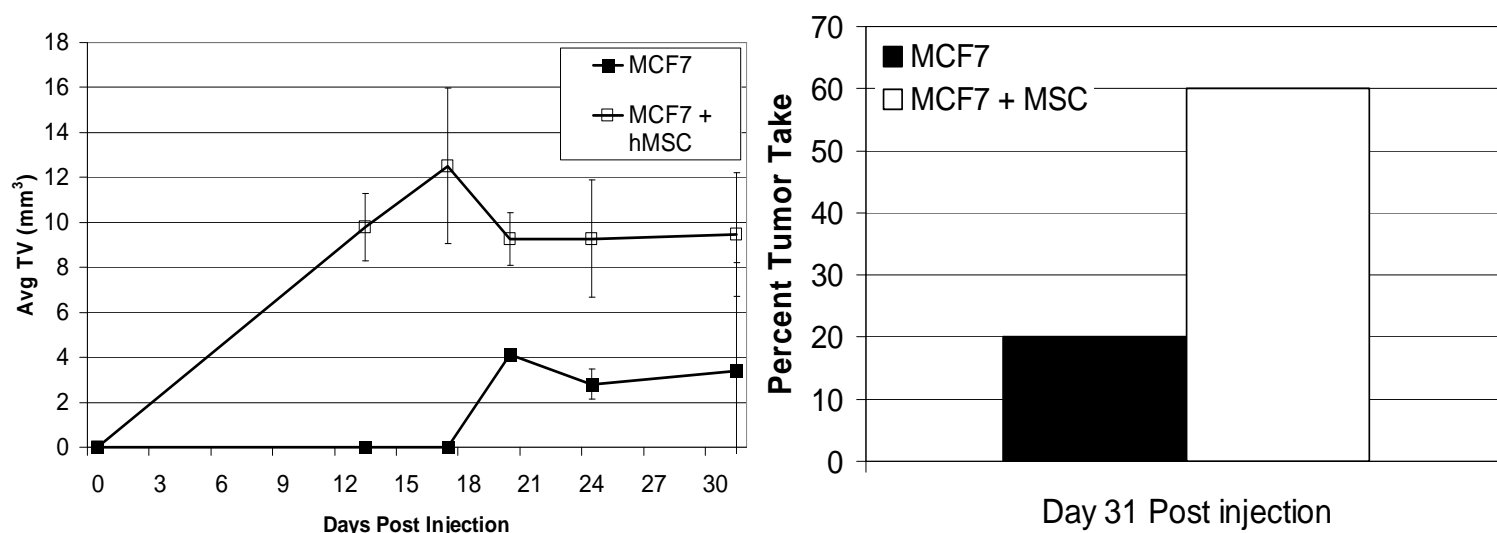 18
16
14
12
10
8
6
4
2
0
Avg TV (mm³)
MCF7
MCF7 +
hMSC
0 3 6 9 12 15 18 21 24 27 30
Days Post Injection
70
60
50
40
30
20
10
0
Percent Tumor Take
MCF7
MCF7 + MSC
Day 31 Post injection